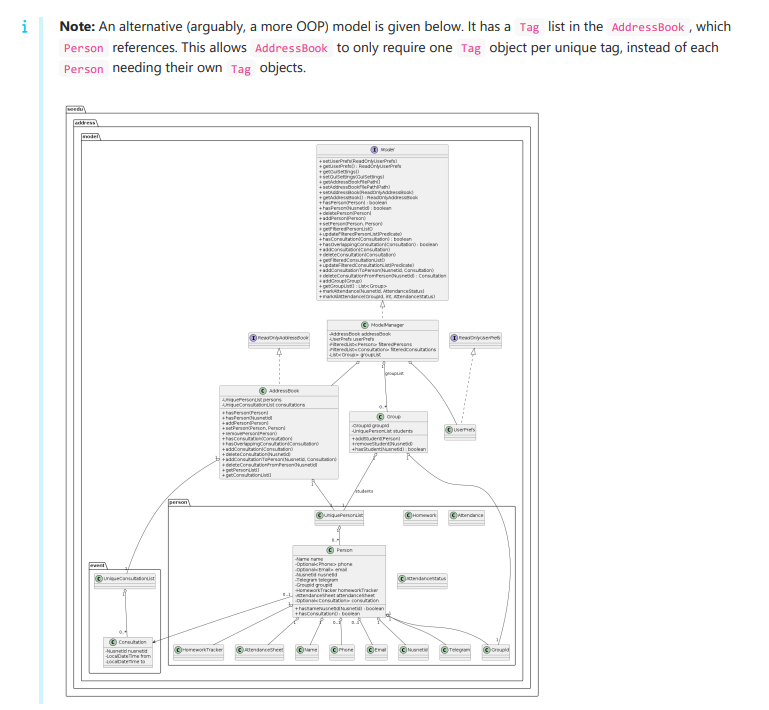 Note: An alternative (arguably, a more OOP) model is given below. It has a Tag list in the AddressBook , which
Person references. This allows AddressBook to only require one Tag object per unique tag, instead of each
Person needing their own Tag objects.
seedu
address
model
Model
+setUserPrefs(ReadOnlyUserPrefs)
+getUserPrefs() : ReadOnlyUserPrefs
+getGuiSettings()
+setGuiSettings(GuiSettings)
+getAddressBookFilePath()
+setAddressBookFilePath(Path)
+setAddressBook(ReadOnlyAddressBook)
+getAddressBook() : ReadOnlyAddressBook
+hasPerson(Person) : boolean
+hasPerson(NusnetId) : boolean
+deletePerson(Person)
+addPerson(Person)
+setPerson(Person, Person)
+getFilteredPersonList()
+updateFilteredPersonList(Predicate)
+hasConsultation(Consultation) : boolean
+hasOverlappingConsultation(Consultation) : boolean
+addConsultation(Consultation)
+deleteConsultation(Consultation)
+getFilteredConsultationList()
+updateFilteredConsultationList(Predicate)
+addConsultationToPerson(NusnetId, Consultation)
+deleteConsultationFromPerson(NusnetId) : Consultation
+addGroup(Group)
+getGroupList() : List<Group>
+markAttendance(NusnetId, AttendanceStatus)
+markAllAttendance(GroupId, int, AttendanceStatus)
ModelManager
-AddressBook addressBook
-UserPrefs userPrefs
-FilteredList<Person> filteredPersons
-FilteredList<Consultation> filteredConsultations
-List<Group> groupList
ReadOnlyAddressBook
ReadOnlyUserPrefs
1
groupList
0..*
AddressBook
-UniquePersonList persons
-UniqueConsultationList consultations
+hasPerson(Person)
+hasPerson(NusnetId)
+addPerson(Person)
+setPerson(Person, Person)
+removePerson(Person)
+hasConsultation(Consultation)
+hasOverlappingConsultation(Consultation)
+addConsultation(Consultation)
+deleteConsultation(NusnetId)
+addConsultationToPerson(NusnetId, Consultation)
+deleteConsultationFromPerson(NusnetId)
+getPersonList()
+getConsultationList()
Group
-GroupId groupId
-UniquePersonList students
+addStudent(Person)
+removeStudent(NusnetId)
+hasStudent(NusnetId) : boolean
UserPrefs
1
students
person
UniquePersonList
Homework
Attendance
0..*
Person
-Name name
-Optional<Phone> phone
-Optional<Email> email
-NusnetId nusnetId
-Telegram telegram
-GroupId groupId
-HomeworkTracker homeworkTracker
-AttendanceSheet attendanceSheet
-Optional<Consultation> consultation
+hasSameNusnetId(NusnetId) : boolean
+hasConsultation() : boolean
AttendanceStatus
event
UniqueConsultationList
0..*
0..1
Consultation
-NusnetId nusnetId
-LocalDateTime from
-LocalDateTime to
HomeworkTracker
AttendanceSheet
Name
Phone
Email
NusnetId
Telegram
GroupId